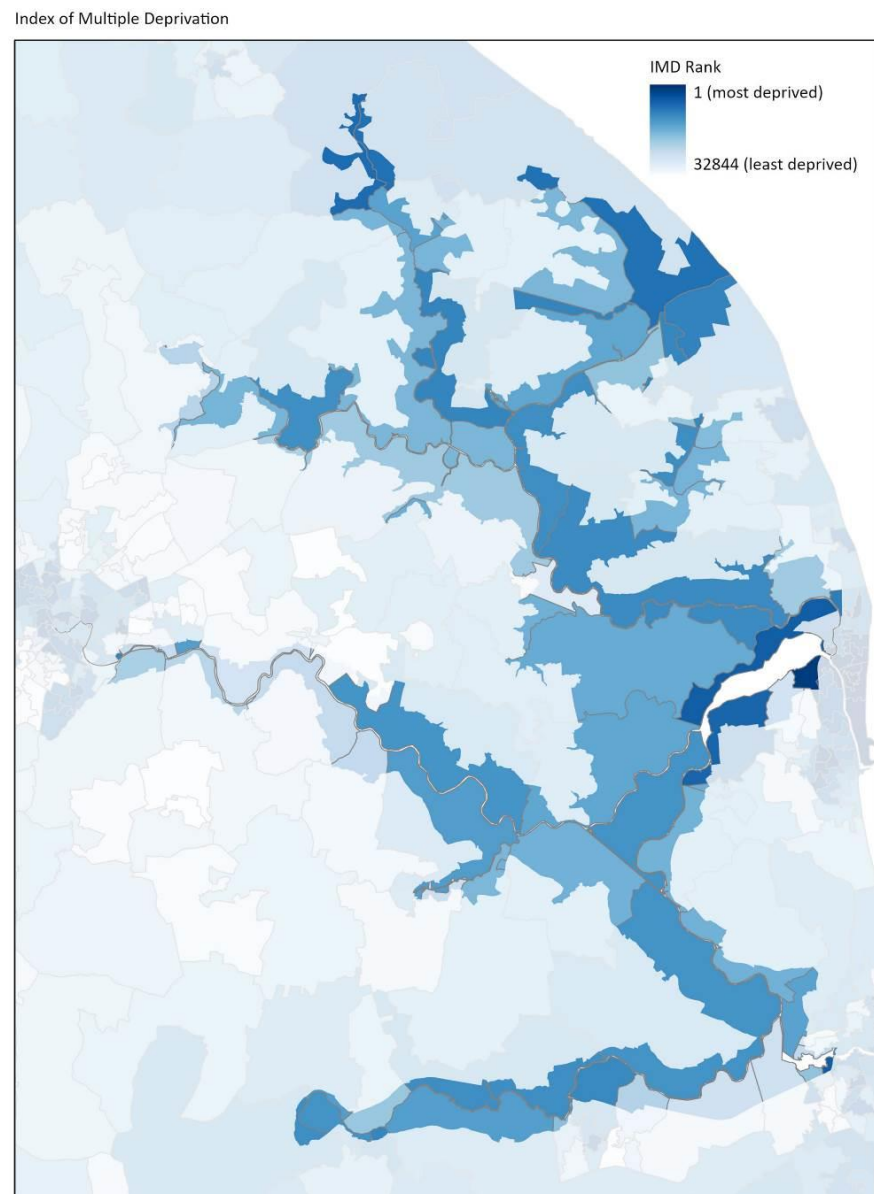 Index of Multiple Deprivation
IMD Rank
1 (most deprived)
32844 (least deprived)